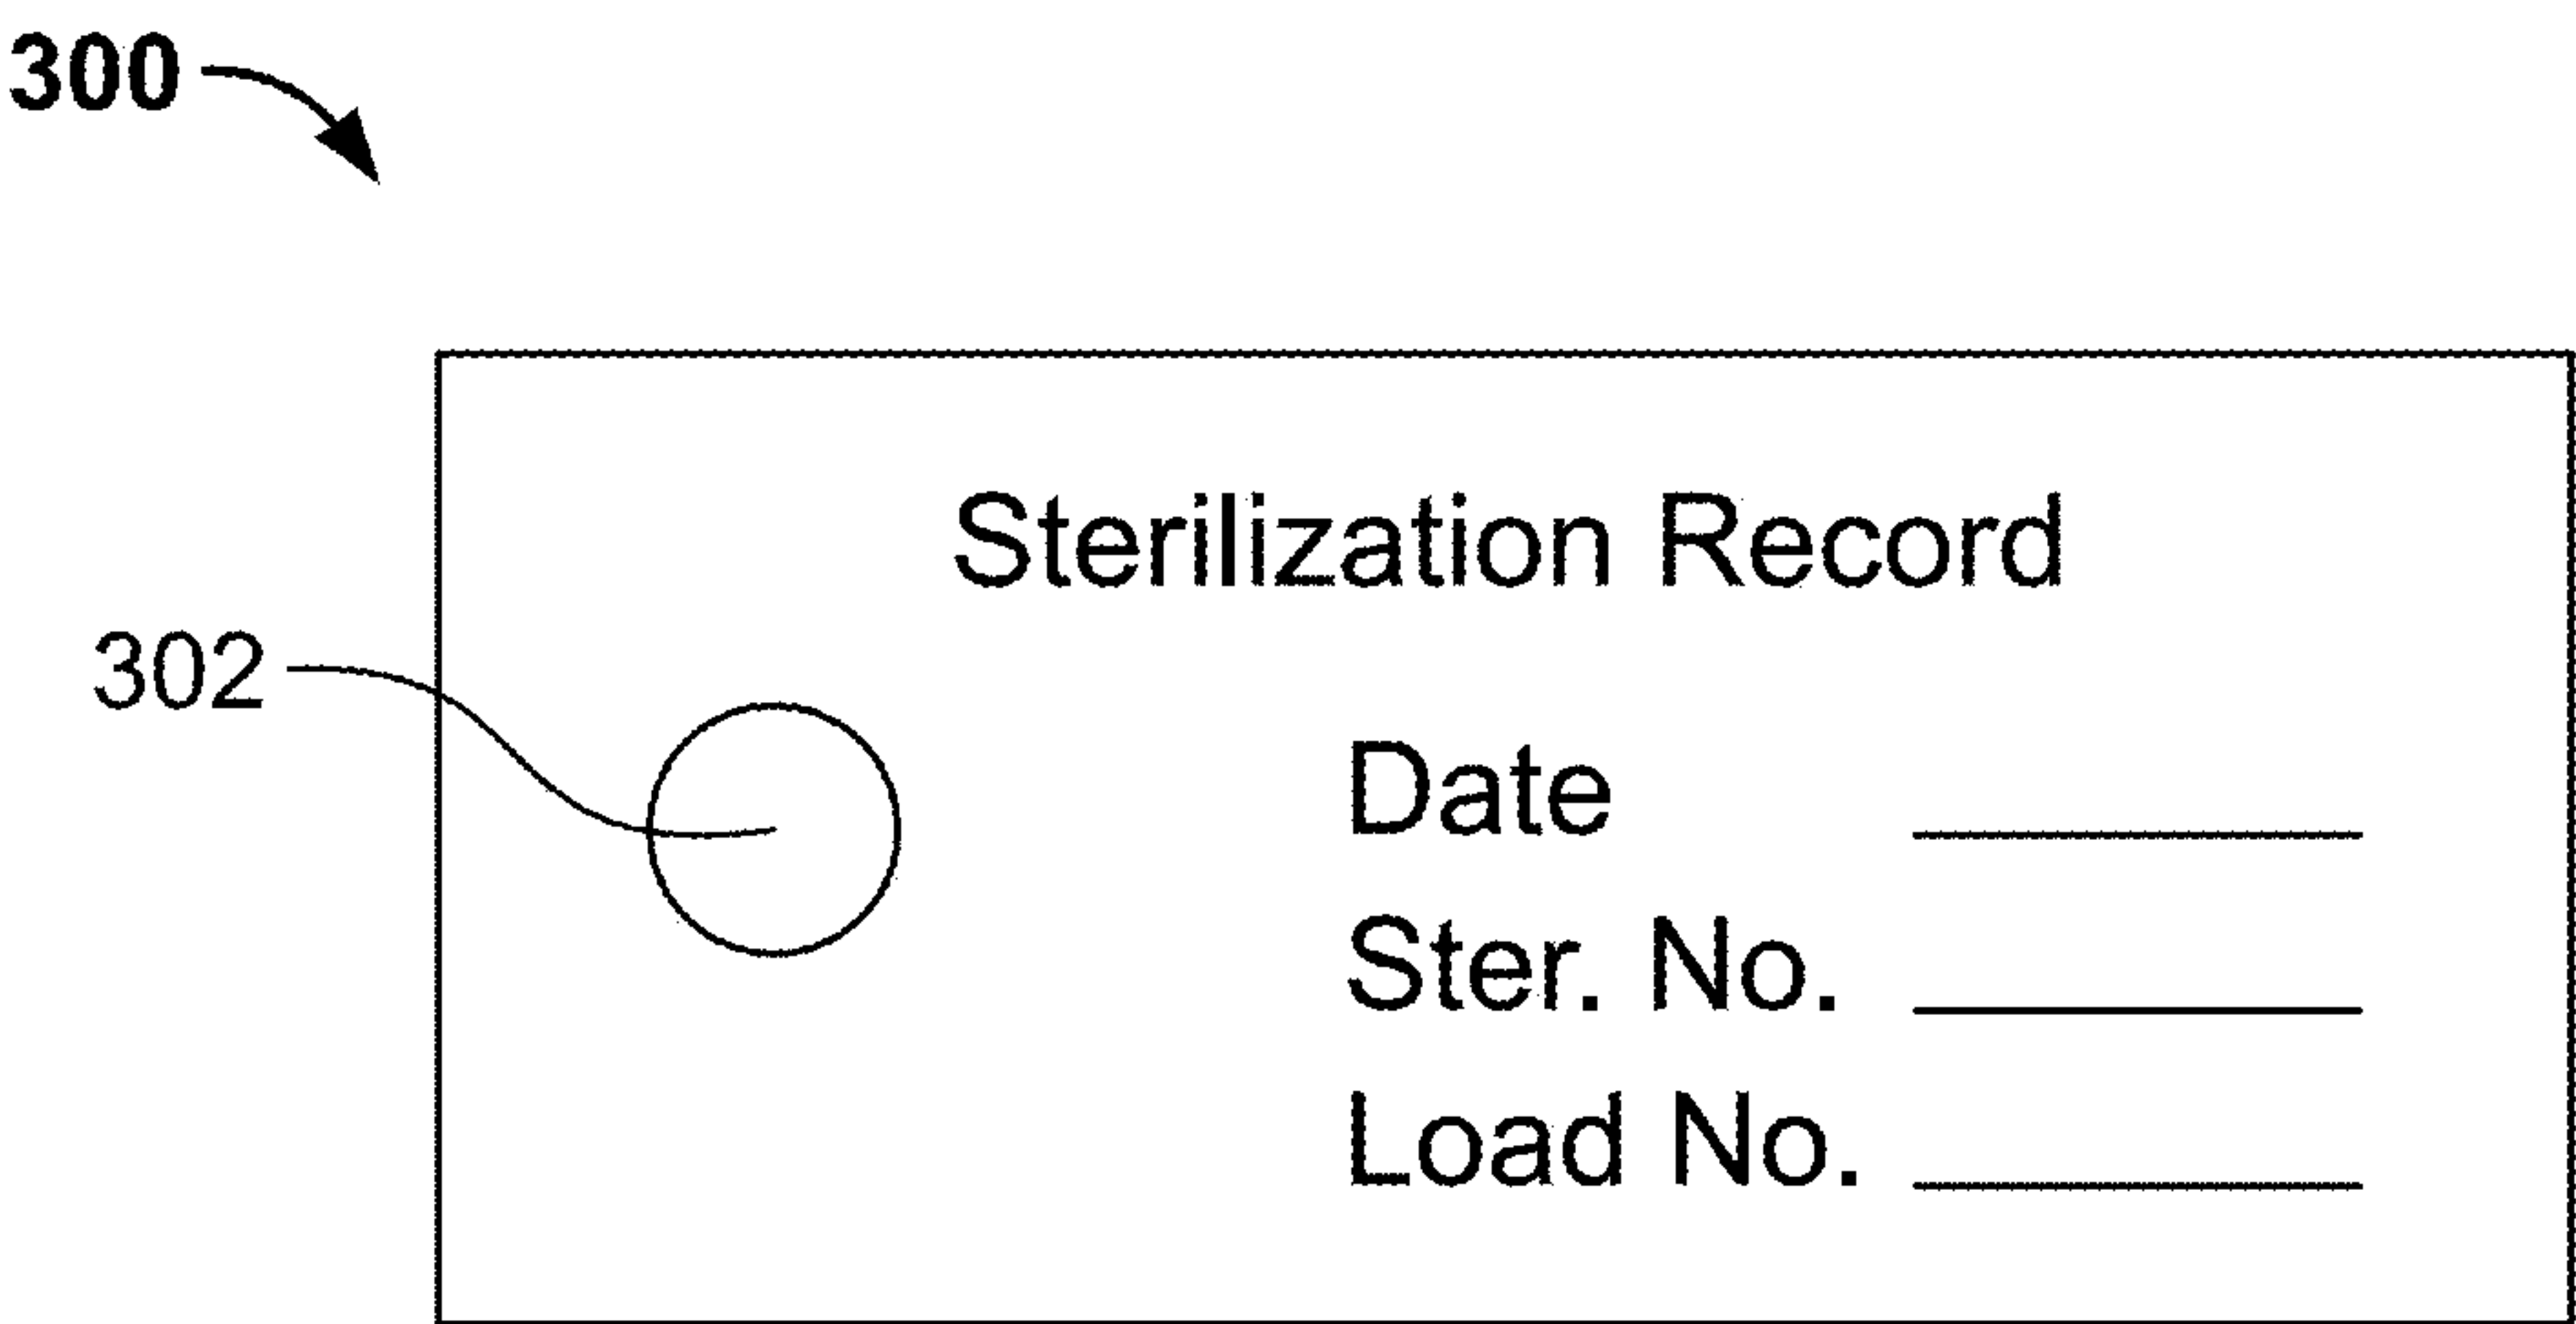 300
Sterilization Record
302
Date
Ster. No.
Load No.